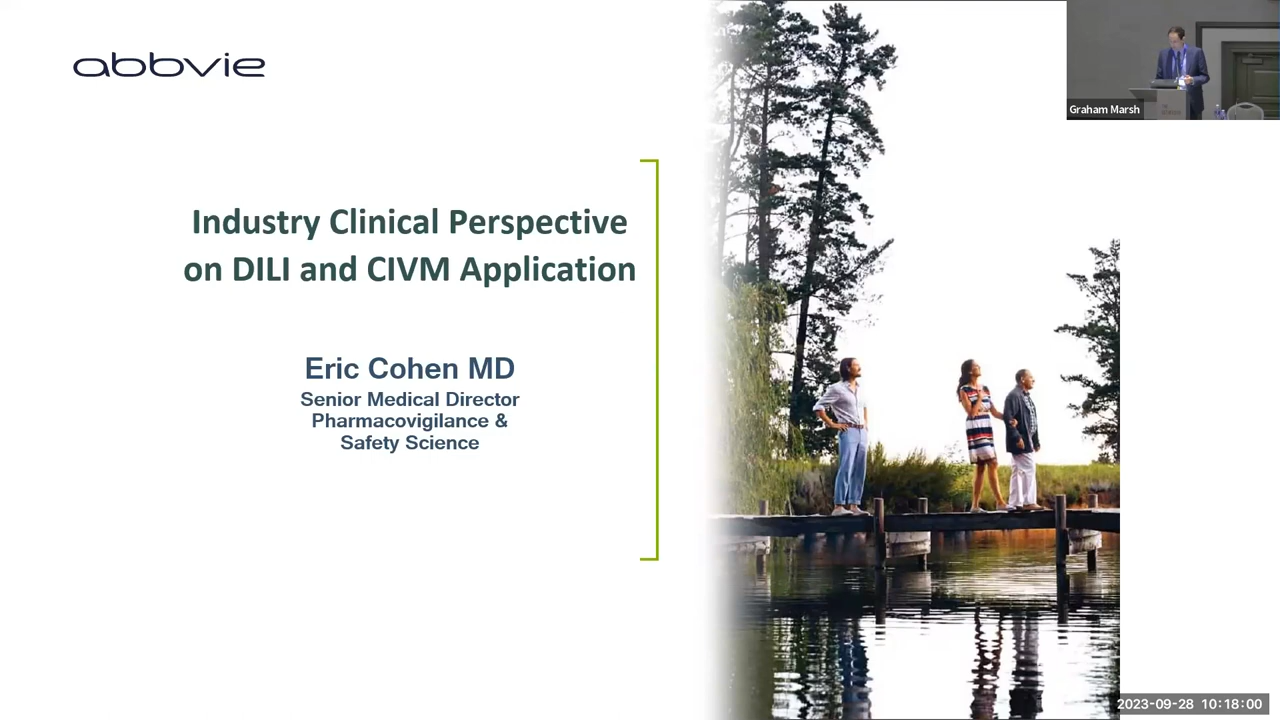 abbvie
Graham Marsh
Industry Clinical Perspective
on DILI and CIVM Application
Eric Cohen MD
Senior Medical Director
Pharmacovigilance &
Safety Science
2023-09-28 10:18:00